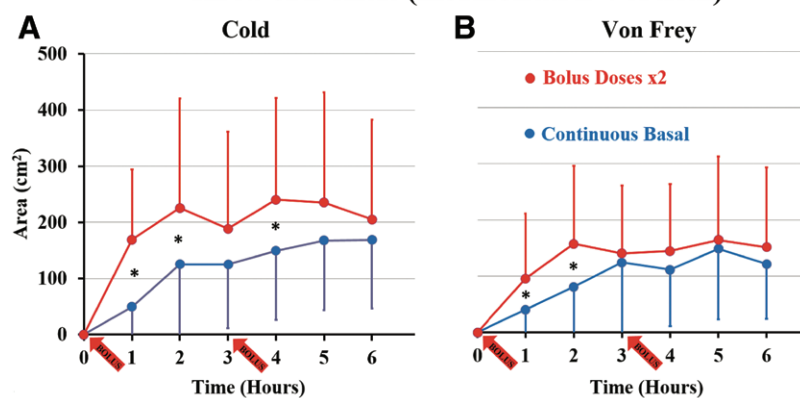 A
Cold
B
Von Frey
500
400
300
200
100
0
Area (cm²)
*
*
*
0 1 2 3 4 5 6
BOLUS
BOLUS
Time (Hours)
Bolus Doses x2
Continuous Basal
*
*
0 1 2 3 4 5 6
BOLUS
BOLUS
Time (Hours)